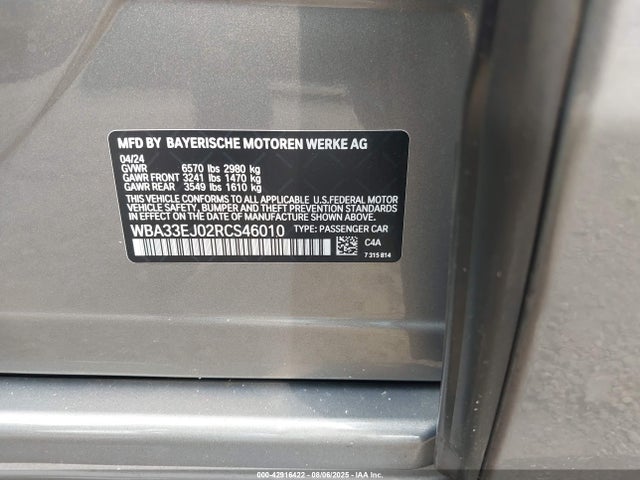 MFD BY BAYERISCHE MOTOREN WERKE AG
04/24
GVWR 6570 lbs 2980 kg
GAWR FRONT 3241 lbs 1470 kg
GAWR REAR 3549 lbs 1610 kg
THIS VEHICLE CONFORMS TO ALL APPLICABLE U.S.FEDERAL MOTOR
VEHICLE SAFETY, BUMPER, AND THEFT PREVENTION STANDARDS
IN EFFECT ON THE DATE OF MANUFACTURE SHOWN ABOVE.
WBA33EJ02RCS46010 TYPE: PASSENGER CAR
C4A
7 315 814
000-42916422 - 08/06/2025 - IAA Inc.